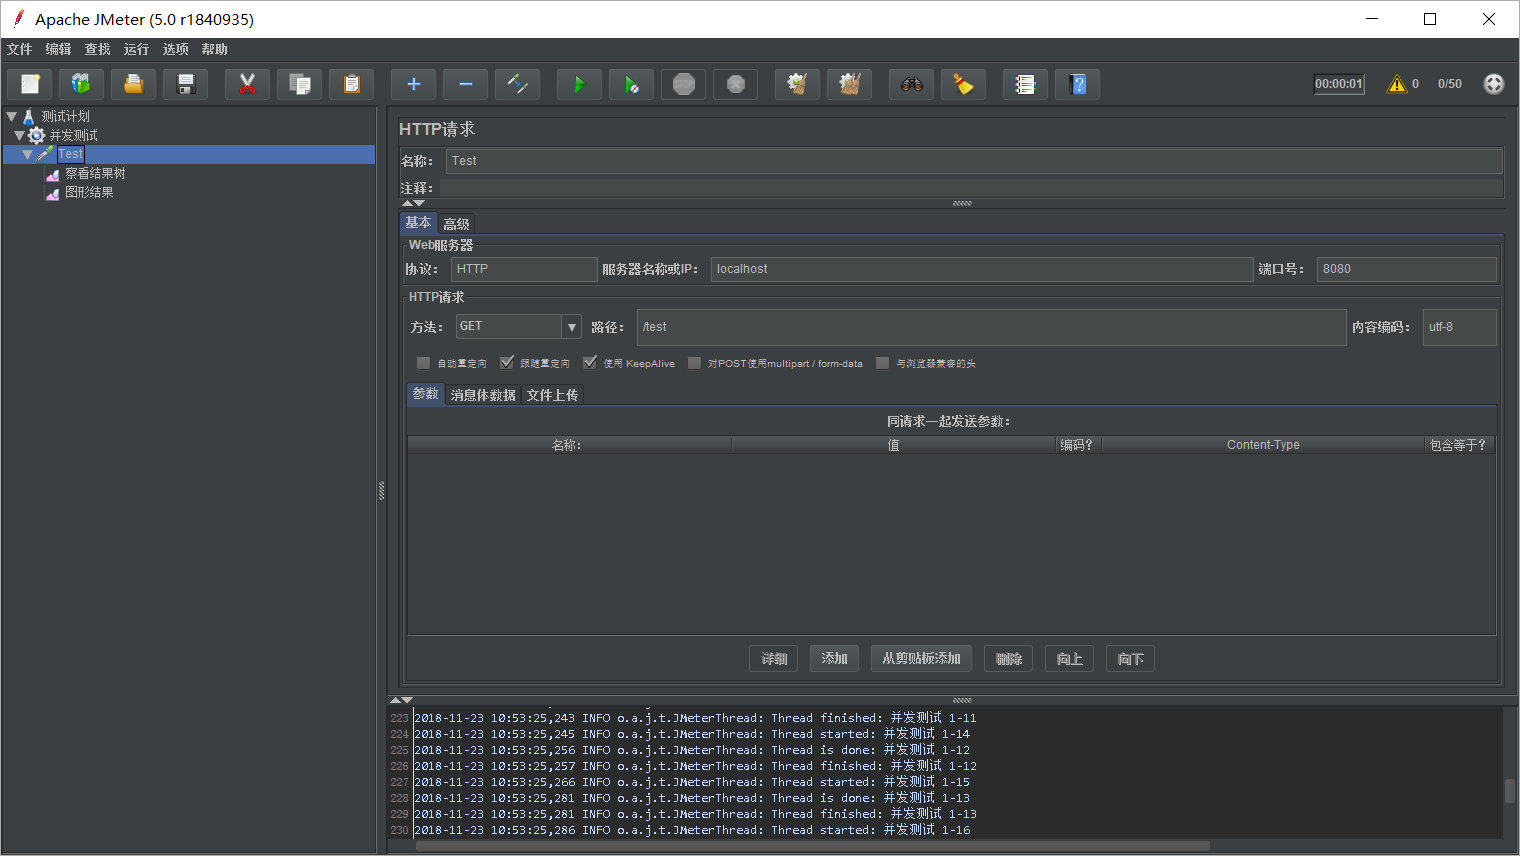 Apache JMeter (5.0 r1840935)
文件 编辑 查找 运行 选项 帮助
00:00:01 0 0/50
测试计划
并发测试
Test
察看结果树
图形结果
HTTP请求
名称： Test
注释：
基本 高级
Web服务器
协议： HTTP 服务器名称或IP： localhost 端口号： 8080
HTTP请求
方法： GET 路径： /test 内容编码： utf-8
自动重定向 跟随重定向 使用 KeepAlive 对POST使用multipart / form-data 与浏览器兼容的头
参数 消息体数据 文件上传
同请求一起发送参数：
名称： 值 编码？ Content-Type 包含等于？
详细 添加 从剪贴板添加 删除 向上 向下
223 2018-11-23 10:53:25,243 INFO o.a.j.t.JMeterThread: Thread finished: 并发测试 1-11
224 2018-11-23 10:53:25,245 INFO o.a.j.t.JMeterThread: Thread started: 并发测试 1-14
225 2018-11-23 10:53:25,256 INFO o.a.j.t.JMeterThread: Thread is done: 并发测试 1-12
226 2018-11-23 10:53:25,257 INFO o.a.j.t.JMeterThread: Thread finished: 并发测试 1-12
227 2018-11-23 10:53:25,266 INFO o.a.j.t.JMeterThread: Thread started: 并发测试 1-15
228 2018-11-23 10:53:25,281 INFO o.a.j.t.JMeterThread: Thread is done: 并发测试 1-13
229 2018-11-23 10:53:25,281 INFO o.a.j.t.JMeterThread: Thread finished: 并发测试 1-13
230 2018-11-23 10:53:25,286 INFO o.a.j.t.JMeterThread: Thread started: 并发测试 1-16